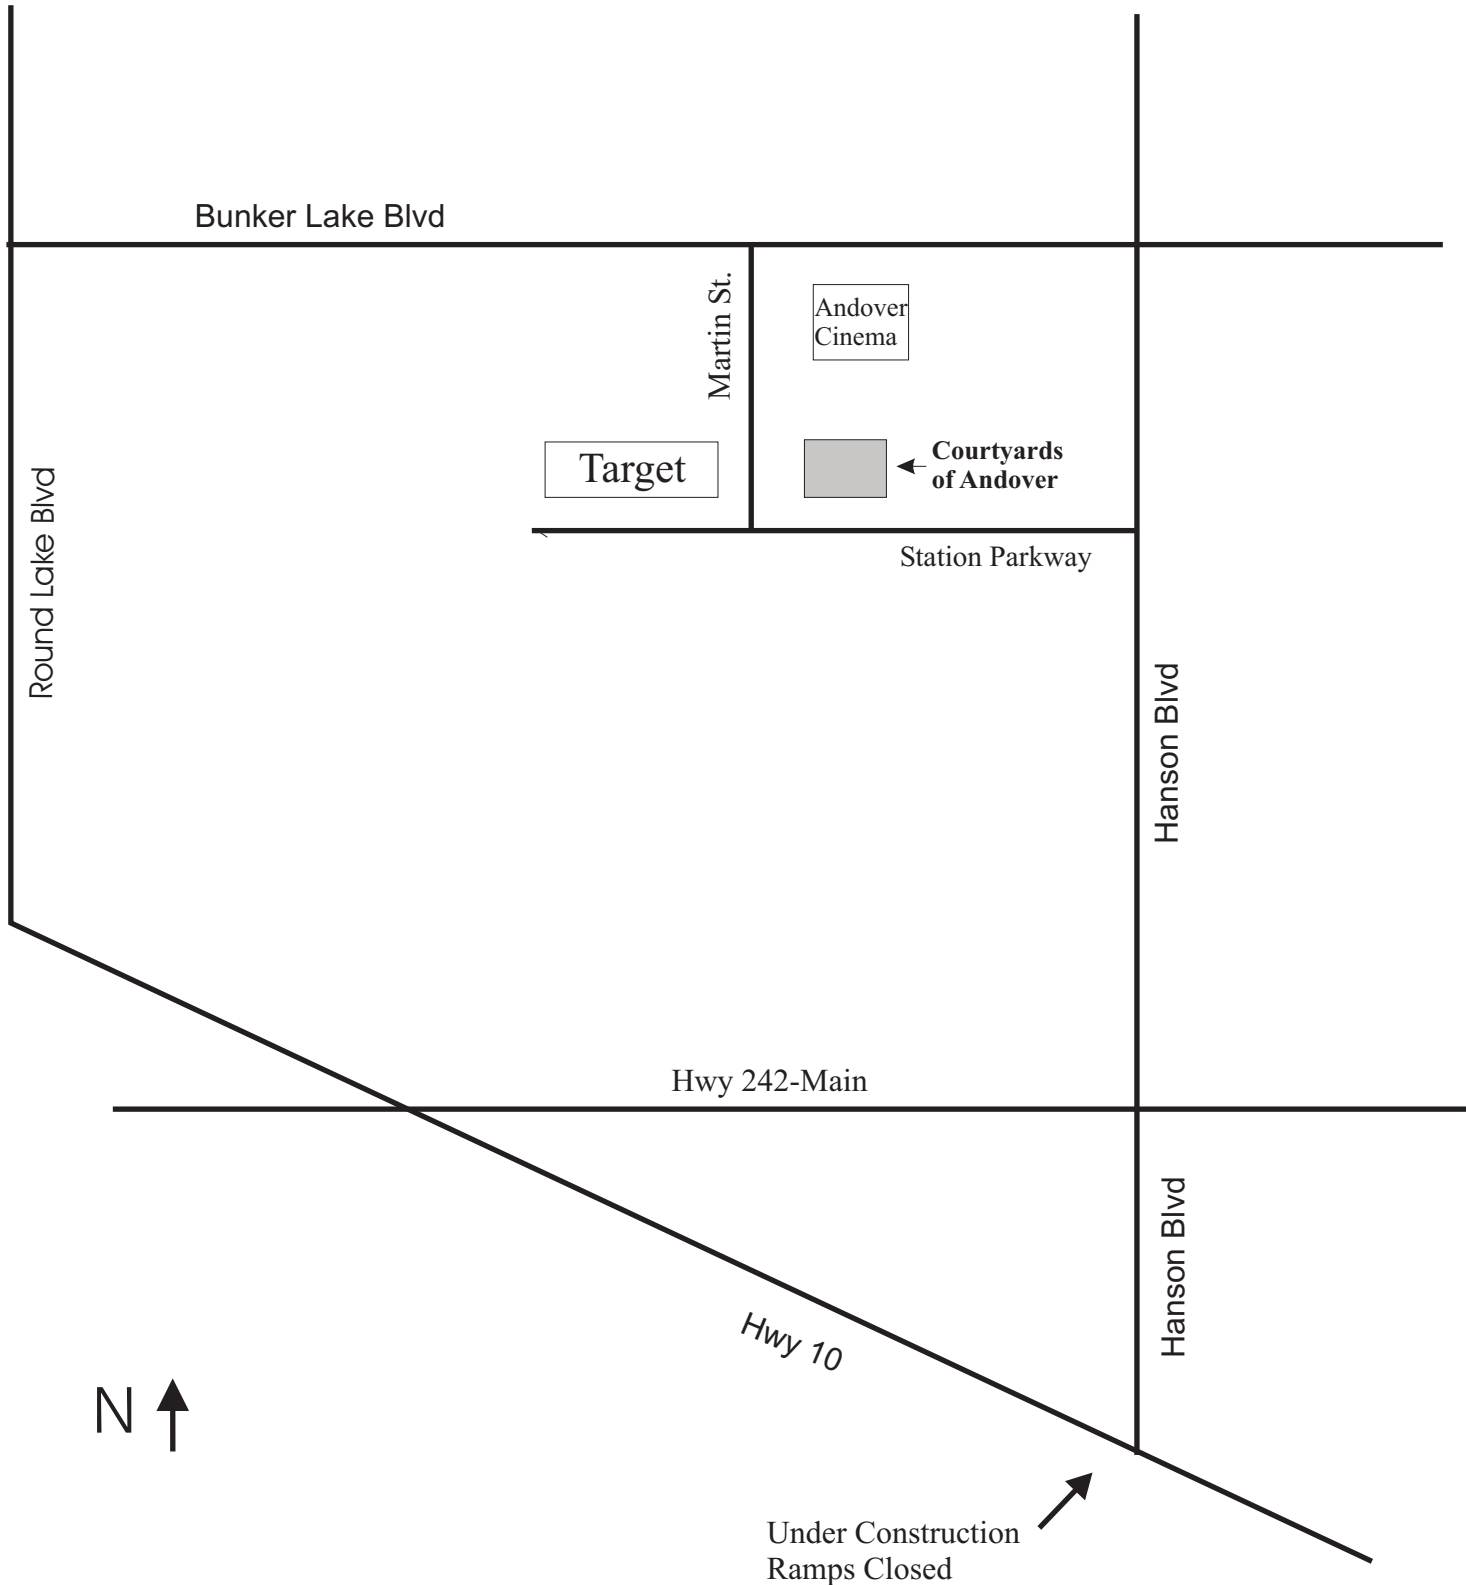 Bunker Lake Blvd
Martin St.
Andover
Cinema
Target
Courtyards
of Andover
Round Lake Blvd
Station Parkway
Hanson Blvd
Hwy 242-Main
Hanson Blvd
Hwy 10
N
Under Construction
Ramps Closed